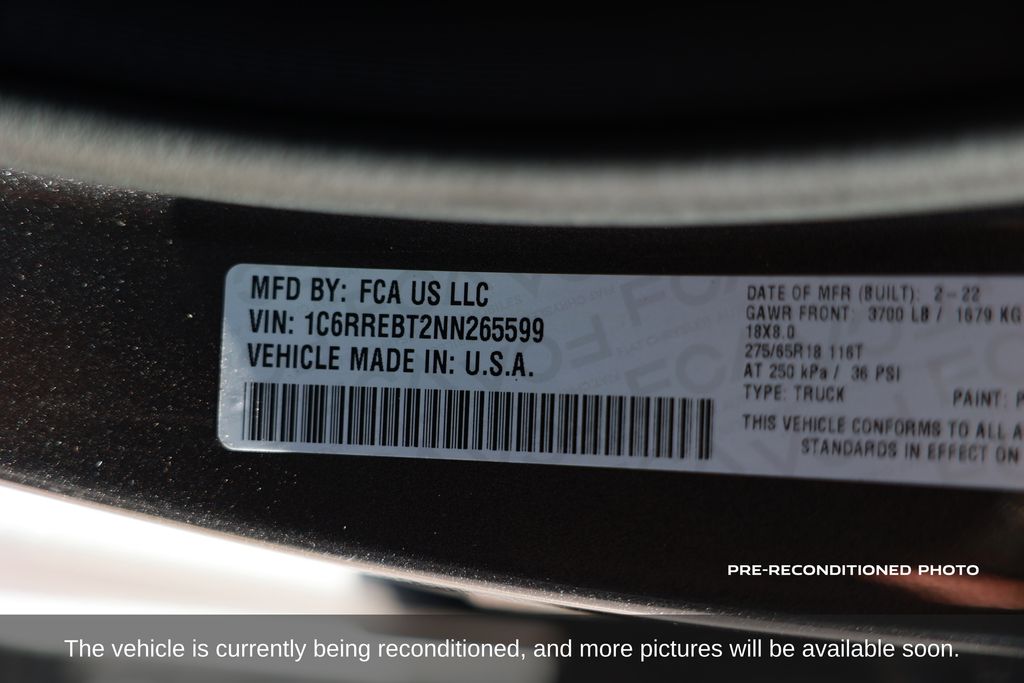 MFD BY: FCA US LLC
VIN: 1C6RREBT2NN265599
VEHICLE MADE IN: U.S.A.
DATE OF MFR (BUILT): 2-22
GAWR FRONT: 3700 LB / 1679 KG
18X8.0
275/65R18 116T
AT 250 kPa / 36 PSI
TYPE: TRUCK PAINT: P
THIS VEHICLE CONFORMS TO ALL A
STANDARDS IN EFFECT ON
PRE-RECONDITIONED PHOTO
The vehicle is currently being reconditioned, and more pictures will be available soon.